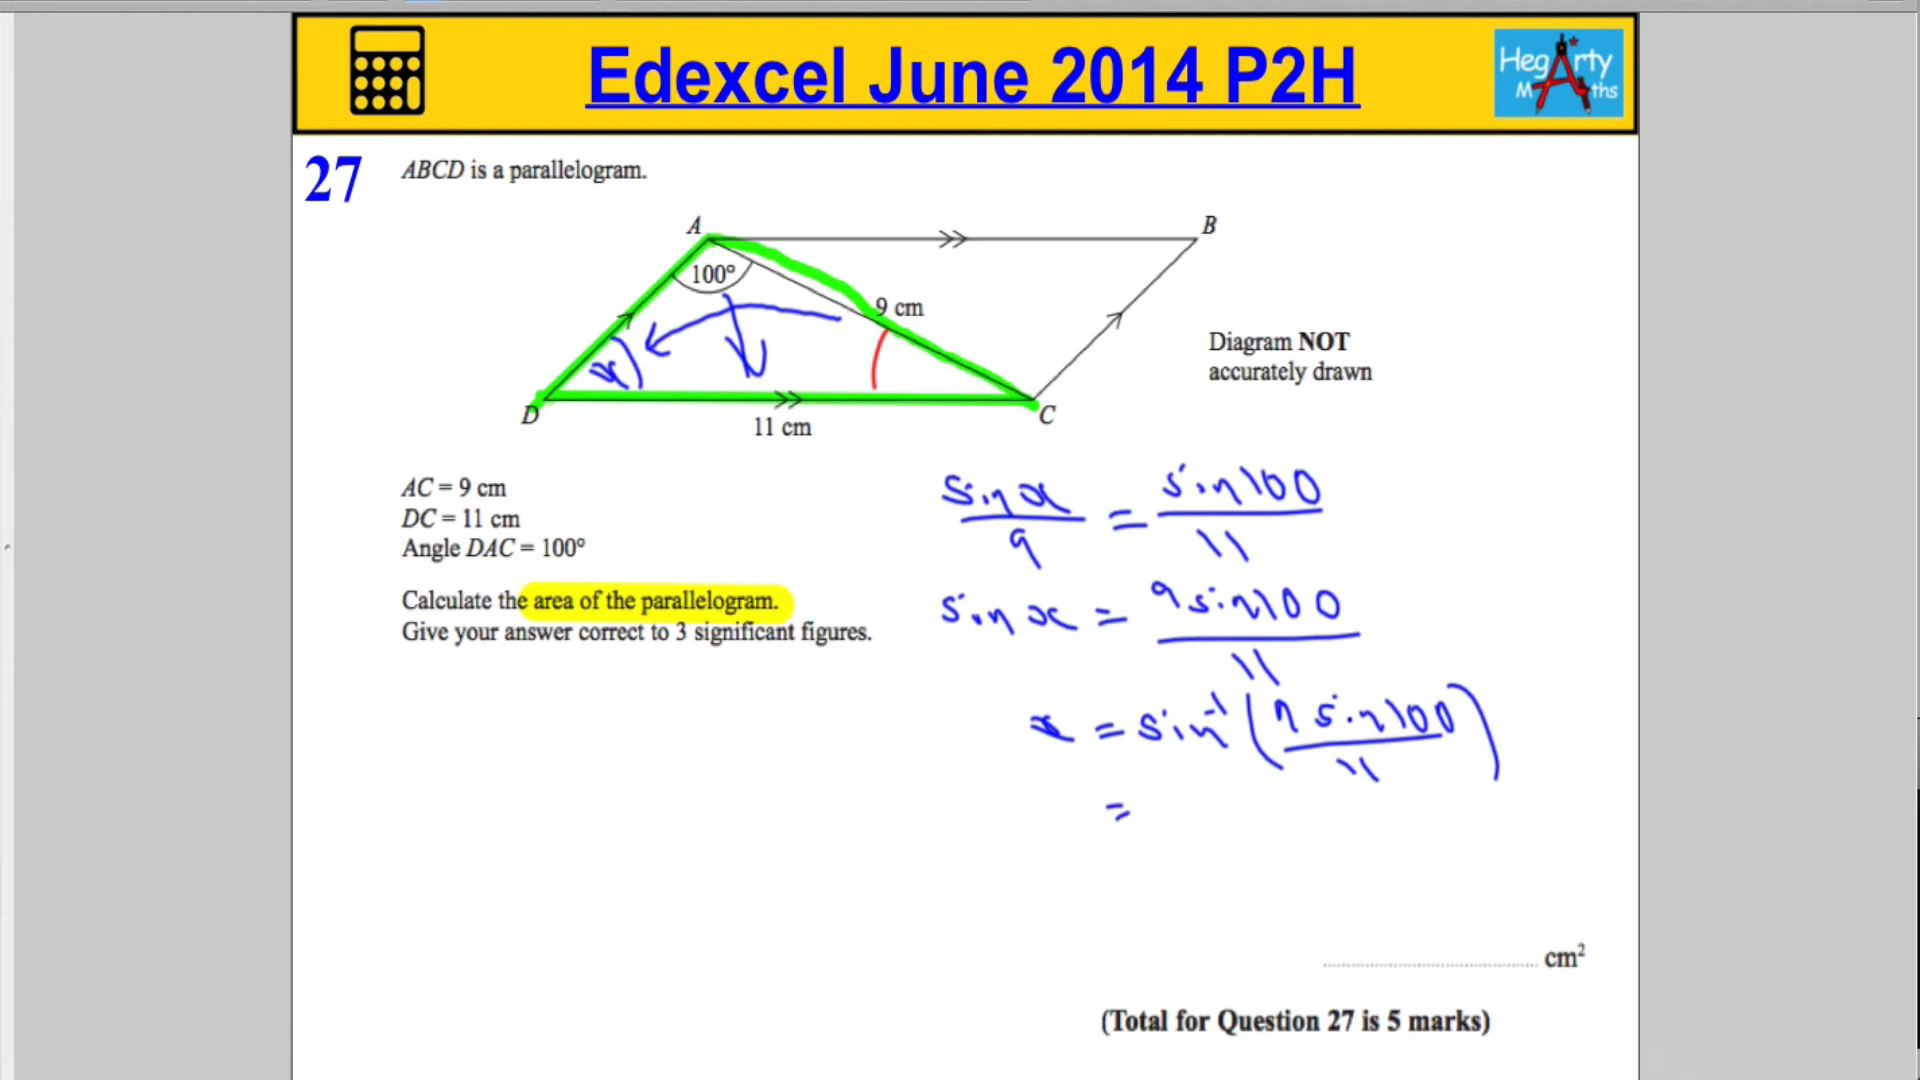 Edexcel June 2014 P2H
Hegarty
Maths
27
ABCD is a parallelogram.
A
B
100°
9 cm
x
Diagram NOT
accurately drawn
D
C
11 cm
AC = 9 cm
DC = 11 cm
Angle DAC = 100°
Calculate the area of the parallelogram.
Give your answer correct to 3 significant figures.
sin x / 9 = sin 100 / 11
sin x = 9 sin 100 / 11
x = sin⁻¹ (9 sin 100 / 11)
=
cm²
(Total for Question 27 is 5 marks)